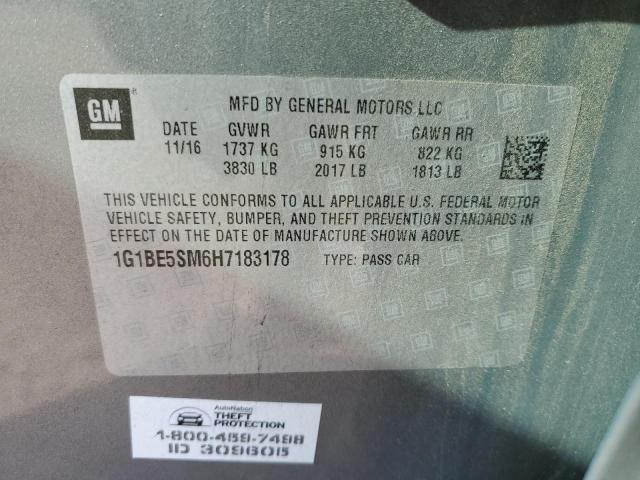 GM
MFD BY GENERAL MOTORS LLC
DATE GVWR GAWR FRT GAWR RR
11/16 1737 KG 915 KG 822 KG
3830 LB 2017 LB 1813 LB
THIS VEHICLE CONFORMS TO ALL APPLICABLE U.S. FEDERAL MOTOR
VEHICLE SAFETY, BUMPER, AND THEFT PREVENTION STANDARDS IN
EFFECT ON THE DATE OF MANUFACTURE SHOWN ABOVE.
1G1BE5SM6H7183178 TYPE: PASS CAR
AutoNation
THEFT
PROTECTION
1-800-459-7498
ID 3096015